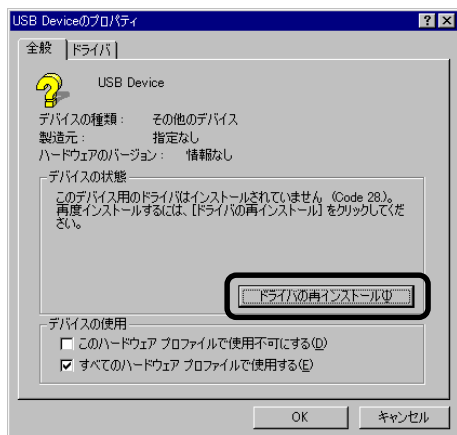 USB Deviceのプロパティ
全般
ドライバ
USB Device
デバイスの種類： その他のデバイス
製造元： 指定なし
ハードウェアのバージョン： 情報なし
デバイスの状態
このデバイス用のドライバはインストールされていません (Code 28.)。
再度インストールするには、[ドライバの再インストール] をクリックしてくだ
さい。
ドライバの再インストール(I)
デバイスの使用
このハードウェア プロファイルで使用不可にする(D)
すべてのハードウェア プロファイルで使用する(E)
OK
キャンセル